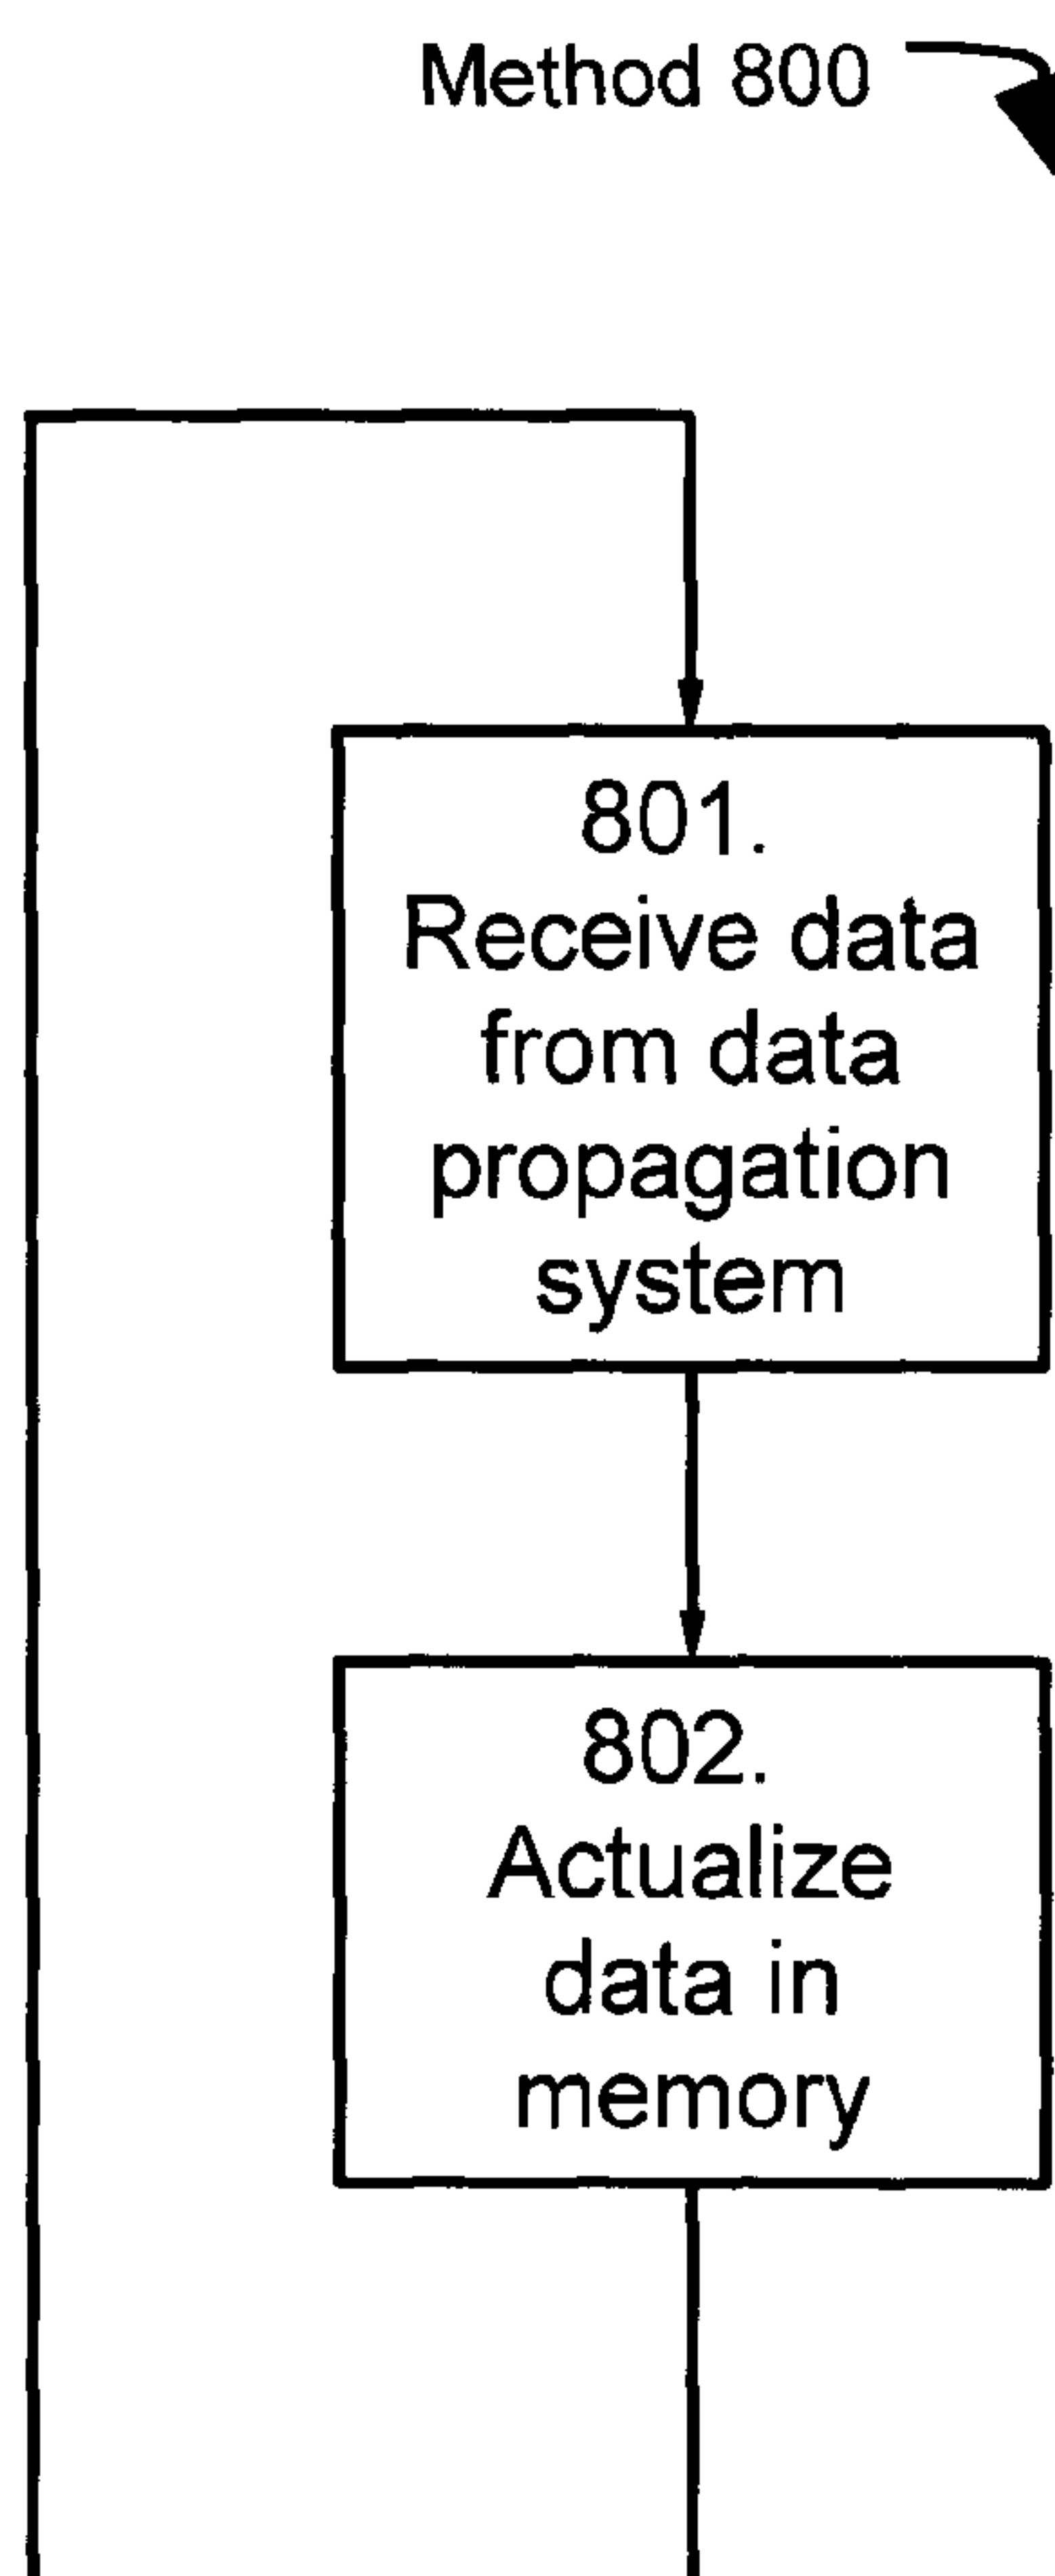 Method 800
801.
Receive data
from data
propagation
system
802.
Actualize
data in
memory